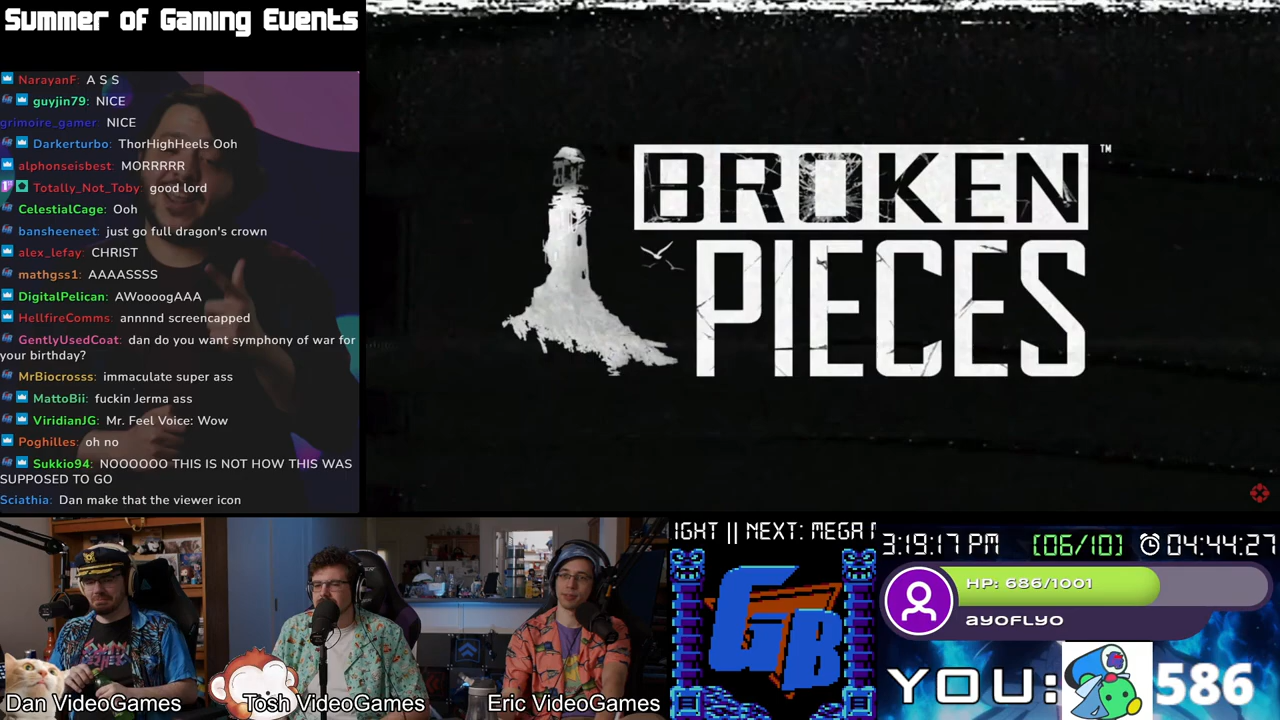 Summer of Gaming Events
NarayanF: A S S
guyjin79: NICE
grimoire_gamer: NICE
Darkerturbo: ThorHighHeels Ooh
alphonseisbest: MORRRRR
Totally_Not_Toby: good lord
CelestialCage: Ooh
bansheeneet: just go full dragon's crown
alex_lefay: CHRIST
mathgss1: AAAASSSS
DigitalPelican: AWoooogAAA
HellfireComms: annnnd screencapped
GentlyUsedCoat: dan do you want symphony of war for
your birthday?
MrBiocrosss: immaculate super ass
MattoBii: fuckin Jerma ass
ViridianJG: Mr. Feel Voice: Wow
Poghilles: oh no
Sukkio94: NOOOOOO THIS IS NOT HOW THIS WAS
SUPPOSED TO GO
Sciathia: Dan make that the viewer icon
BROKEN
PIECES
TM
Dan VideoGames
Tosh VideoGames
Eric VideoGames
IGHT || NEXT: MEGA M
GB
3:19:17 PM [06/10] 04:44:27
HP: 686/1001
ayoflyo
YOU: 586